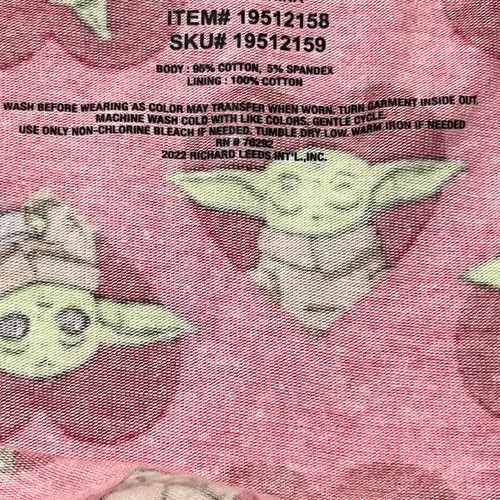 ITEM# 19512158
SKU# 19512159
BODY : 95% COTTON, 5% SPANDEX
LINING : 100% COTTON
WASH BEFORE WEARING AS COLOR MAY TRANSFER WHEN WORN. TURN GARMENT INSIDE OUT.
MACHINE WASH COLD WITH LIKE COLORS. GENTLE CYCLE.
USE ONLY NON-CHLORINE BLEACH IF NEEDED. TUMBLE DRY LOW. WARM IRON IF NEEDED
RN # 76292
2022 RICHARD LEEDS INT'L.,INC.